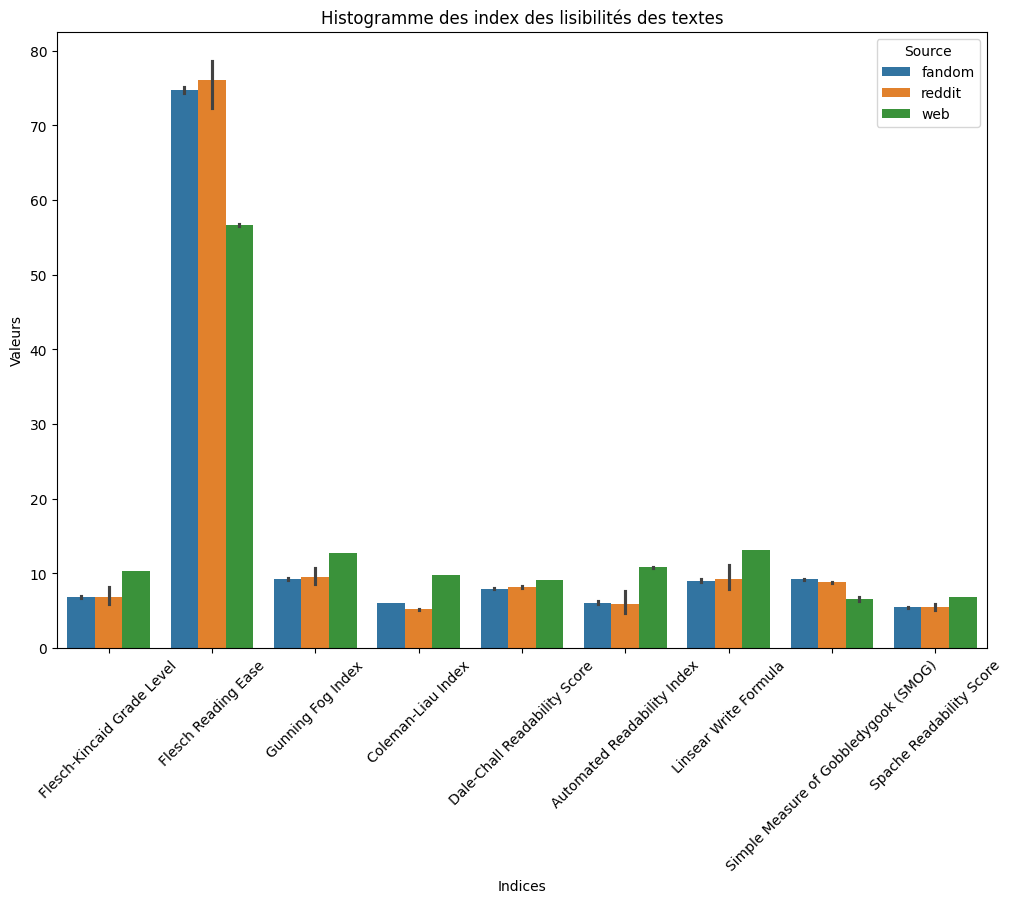 Histogramme des index des lisibilités des textes
Source
fandom
reddit
web
Valeurs
80
70
60
50
40
30
20
10
0
Flesch-Kincaid Grade Level
Flesch Reading Ease
Gunning Fog Index
Coleman-Liau Index
Dale-Chall Readability Score
Automated Readability Index
Linsear Write Formula
Simple Measure of Gobbledygook (SMOG)
Spache Readability Score
Indices